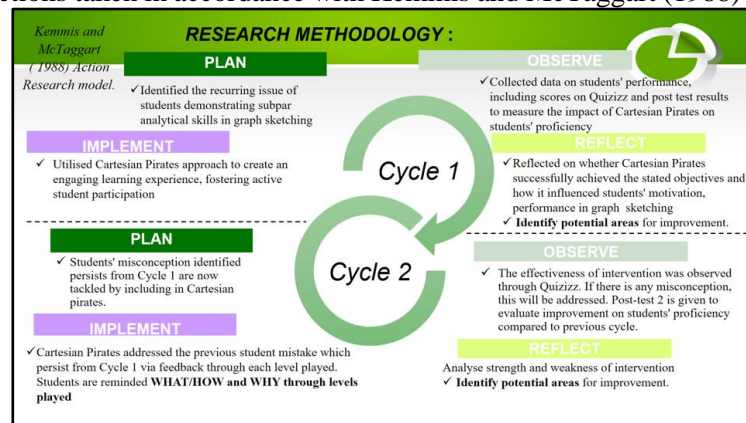 ctions taken in accordance with Kemmis and McTaggart (1988)
Kemmis and
McTaggart
( 1988) Action
Research model.
RESEARCH METHODOLOGY :
PLAN
✓Identified the recurring issue of
students demonstrating subpar
analytical skills in graph sketching
IMPLEMENT
✓ Utilised Cartesian Pirates approach to create an
engaging learning experience, fostering active
student participation
OBSERVE
✓Collected data on students' performance,
including scores on Quizizz and post test results
to measure the impact of Cartesian Pirates on
students' proficiency
REFLECT
✓Reflected on whether Cartesian Pirates
successfully achieved the stated objectives and
how it influenced students' motivation,
performance in graph sketching
✓ Identify potential areas for improvement.
Cycle 1
Cycle 2
PLAN
✓ Students' misconception identified
persists from Cycle 1 are now
tackled by including in Cartesian
pirates.
IMPLEMENT
✓Cartesian Pirates addressed the previous student mistake which
persist from Cycle 1 via feedback through each level played.
Students are reminded WHAT/HOW and WHY through levels
played
OBSERVE
✓ The effectiveness of intervention was observed
through Quizizz. If there is any misconception,
this will be addressed. Post-test 2 is given to
evaluate improvement on students' proficiency
compared to previous cycle.
REFLECT
Analyse strength and weakness of intervention
✓ Identify potential areas for improvement.